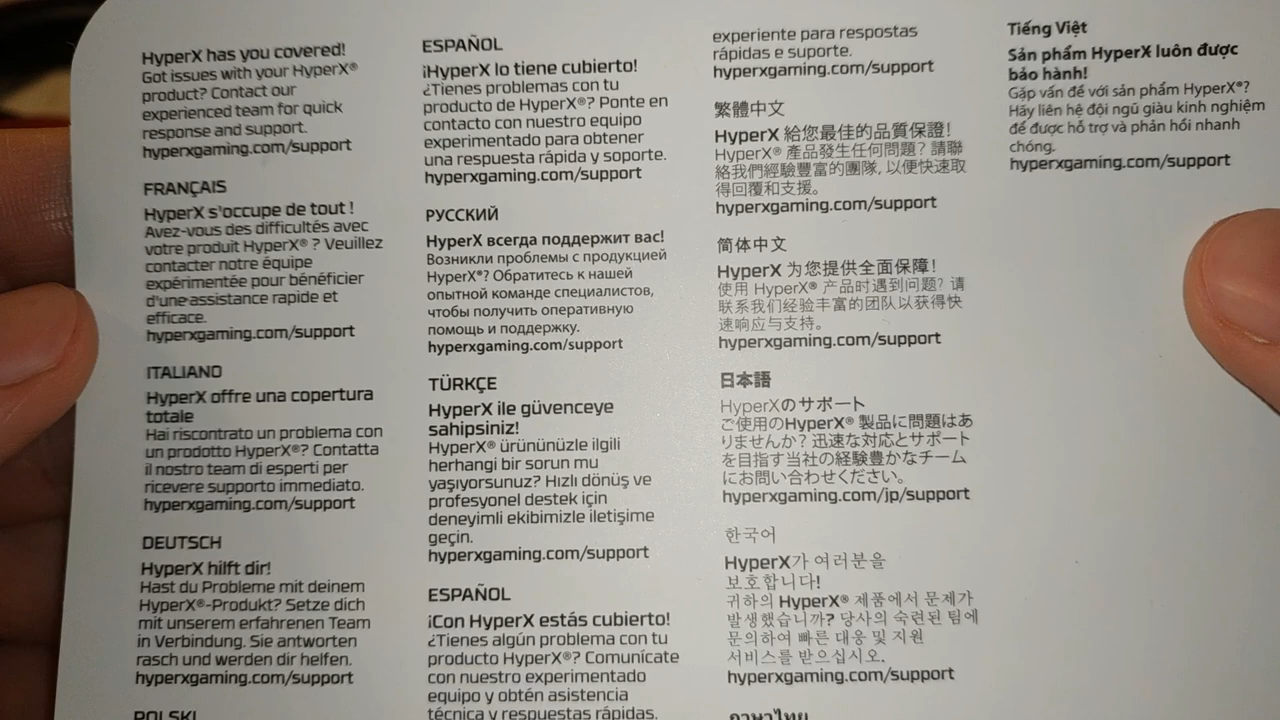 HyperX has you covered!
Got issues with your HyperX®
product? Contact our
experienced team for quick
response and support.
hyperxgaming.com/support
FRANÇAIS
HyperX s'occupe de tout !
Avez-vous des difficultés avec
votre produit HyperX® ? Veuillez
contacter notre équipe
expérimentée pour bénéficier
d'une assistance rapide et
efficace.
hyperxgaming.com/support
ITALIANO
HyperX offre una copertura
totale
Hai riscontrato un problema con
un prodotto HyperX®? Contatta
il nostro team di esperti per
ricevere supporto immediato.
hyperxgaming.com/support
DEUTSCH
HyperX hilft dir!
Hast du Probleme mit deinem
HyperX®-Produkt? Setze dich
mit unserem erfahrenen Team
in Verbindung. Sie antworten
rasch und werden dir helfen.
hyperxgaming.com/support
POLSKI
ESPAÑOL
¡HyperX lo tiene cubierto!
¿Tienes problemas con tu
producto de HyperX®? Ponte en
contacto con nuestro equipo
experimentado para obtener
una respuesta rápida y soporte.
hyperxgaming.com/support
РУССКИЙ
HyperX всегда поддержит вас!
Возникли проблемы с продукцией
HyperX®? Обратитесь к нашей
опытной команде специалистов,
чтобы получить оперативную
помощь и поддержку.
hyperxgaming.com/support
TÜRKÇE
HyperX ile güvenceye
sahipsiniz!
HyperX® ürününüzle ilgili
herhangi bir sorun mu
yaşıyorsunuz? Hızlı dönüş ve
profesyonel destek için
deneyimli ekibimizle iletişime
geçin.
hyperxgaming.com/support
ESPAÑOL
¡Con HyperX estás cubierto!
¿Tienes algún problema con tu
producto HyperX®? Comunícate
con nuestro experimentado
equipo y obtén asistencia
técnica y respuestas rápidas.
experiente para respostas
rápidas e suporte.
hyperxgaming.com/support
繁體中文
HyperX 給您最佳的品質保證!
HyperX® 產品發生任何問題? 請聯
絡我們經驗豐富的團隊, 以便快速取
得回覆和支援。
hyperxgaming.com/support
简体中文
HyperX 为您提供全面保障!
使用 HyperX® 产品时遇到问题? 请
联系我们经验丰富的团队以获得快
速响应与支持。
hyperxgaming.com/support
日本語
HyperXのサポート
ご使用のHyperX® 製品に問題はあ
りませんか? 迅速な対応とサポート
を目指す当社の経験豊かなチーム
にお問い合わせください。
hyperxgaming.com/jp/support
한국어
HyperX가 여러분을
보호합니다!
귀하의 HyperX® 제품에서 문제가
발생했습니까? 당사의 숙련된 팀에
문의하여 빠른 대응 및 지원
서비스를 받으십시오.
hyperxgaming.com/support
ภาษาไทย
Tiếng Việt
Sản phẩm HyperX luôn được
bảo hành!
Gặp vấn đề với sản phẩm HyperX®?
Hãy liên hệ đội ngũ giàu kinh nghiệm
để được hỗ trợ và phản hồi nhanh
chóng.
hyperxgaming.com/support